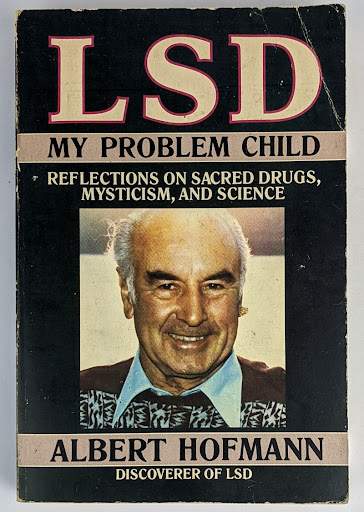 LSD
MY PROBLEM CHILD
REFLECTIONS ON SACRED DRUGS,
MYSTICISM, AND SCIENCE
ALBERT HOFMANN
DISCOVERER OF LSD